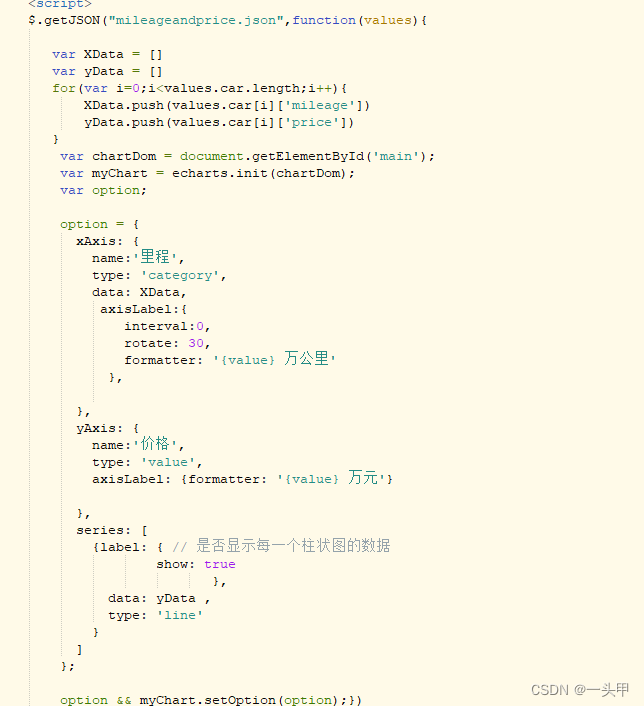 <script>
$.getJSON("mileageandprice.json",function(values){
var XData = []
var yData = []
for(var i=0;i<values.car.length;i++){
XData.push(values.car[i]['mileage'])
yData.push(values.car[i]['price'])
}
var chartDom = document.getElementById('main');
var myChart = echarts.init(chartDom);
var option;
option = {
xAxis: {
name:'里程',
type: 'category',
data: XData,
axisLabel:{
interval:0,
rotate: 30,
formatter: '{value} 万公里'
},
},
yAxis: {
name:'价格',
type: 'value',
axisLabel: {formatter: '{value} 万元'}
},
series: [
{label: { // 是否显示每一个柱状图的数据
show: true
},
data: yData ,
type: 'line'
}
]
};
option && myChart.setOption(option);})
CSDN @一头甲